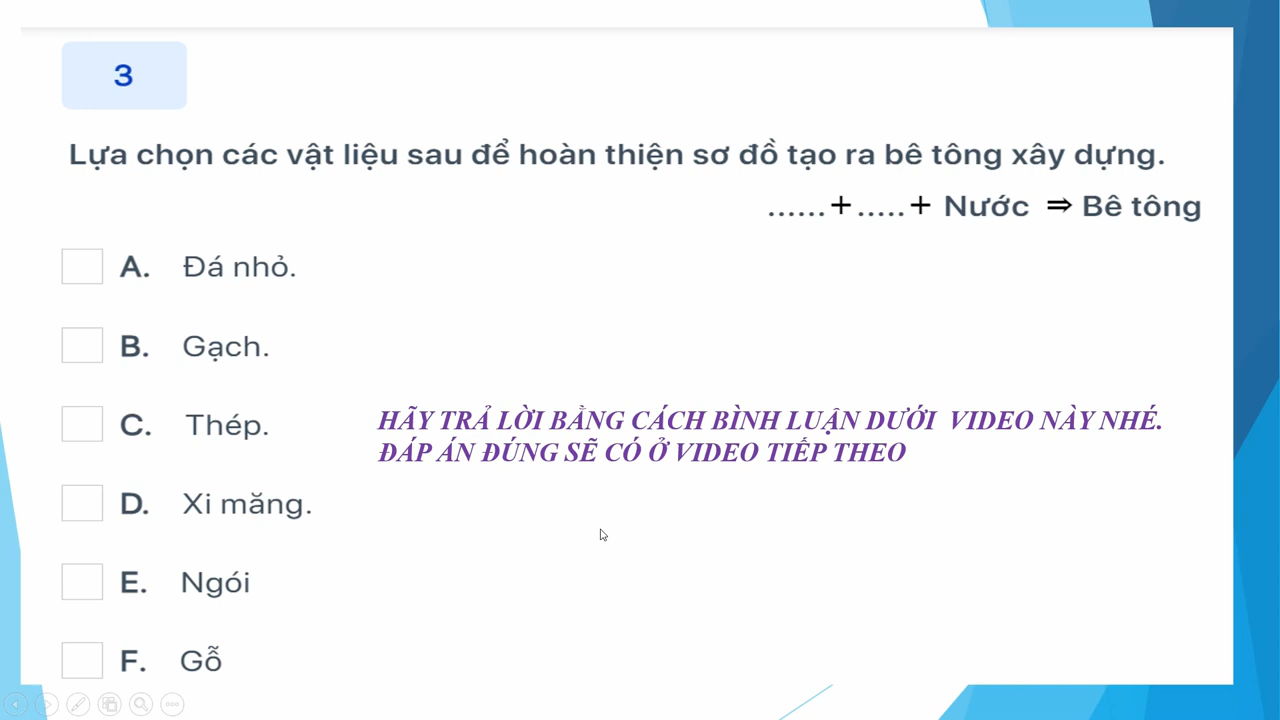 3
Lựa chọn các vật liệu sau để hoàn thiện sơ đồ tạo ra bê tông xây dựng.
......+.....+ Nước ⇒ Bê tông
A. Đá nhỏ.
B. Gạch.
C. Thép.
HÃY TRẢ LỜI BẰNG CÁCH BÌNH LUẬN DƯỚI VIDEO NÀY NHÉ.
ĐÁP ÁN ĐÚNG SẼ CÓ Ở VIDEO TIẾP THEO
D. Xi măng.
E. Ngói
F. Gỗ